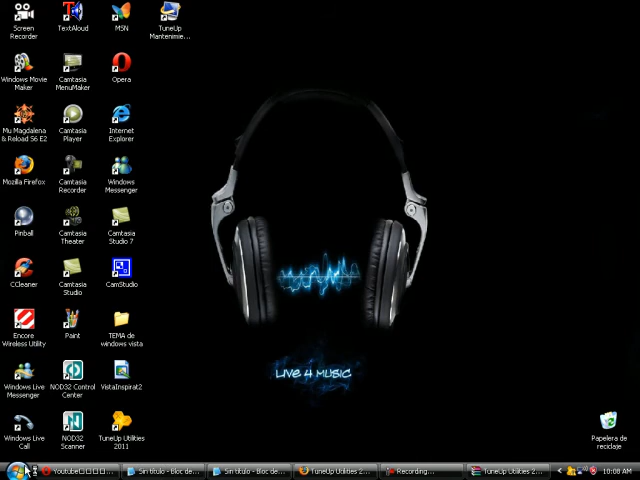 Screen
Recorder
TextAloud
MSN
TuneUp
Mantenimie...
Windows Movie
Maker
Camtasia
MenuMaker
Opera
Mu Magdalena
& Reload S6 E2
Camtasia
Player
Internet
Explorer
Mozilla Firefox
Camtasia
Recorder
Windows
Messenger
Pinball
Camtasia
Theater
Camtasia
Studio 7
CCleaner
Camtasia
Studio
CamStudio
Encore
Wireless Utility
Paint
TEMA de
windows vista
Windows Live
Messenger
NOD32 Control
Center
VistaInspirat2
Windows Live
Call
NOD32
Scanner
TuneUp Utilities
2011
LIVE 4 MUSIC
Papelera de
reciclaje
Sin título - Bloc de...
Sin título - Bloc de...
TuneUp Utilities 2...
Recording...
TuneUp Utilities 2...
10:08 AM